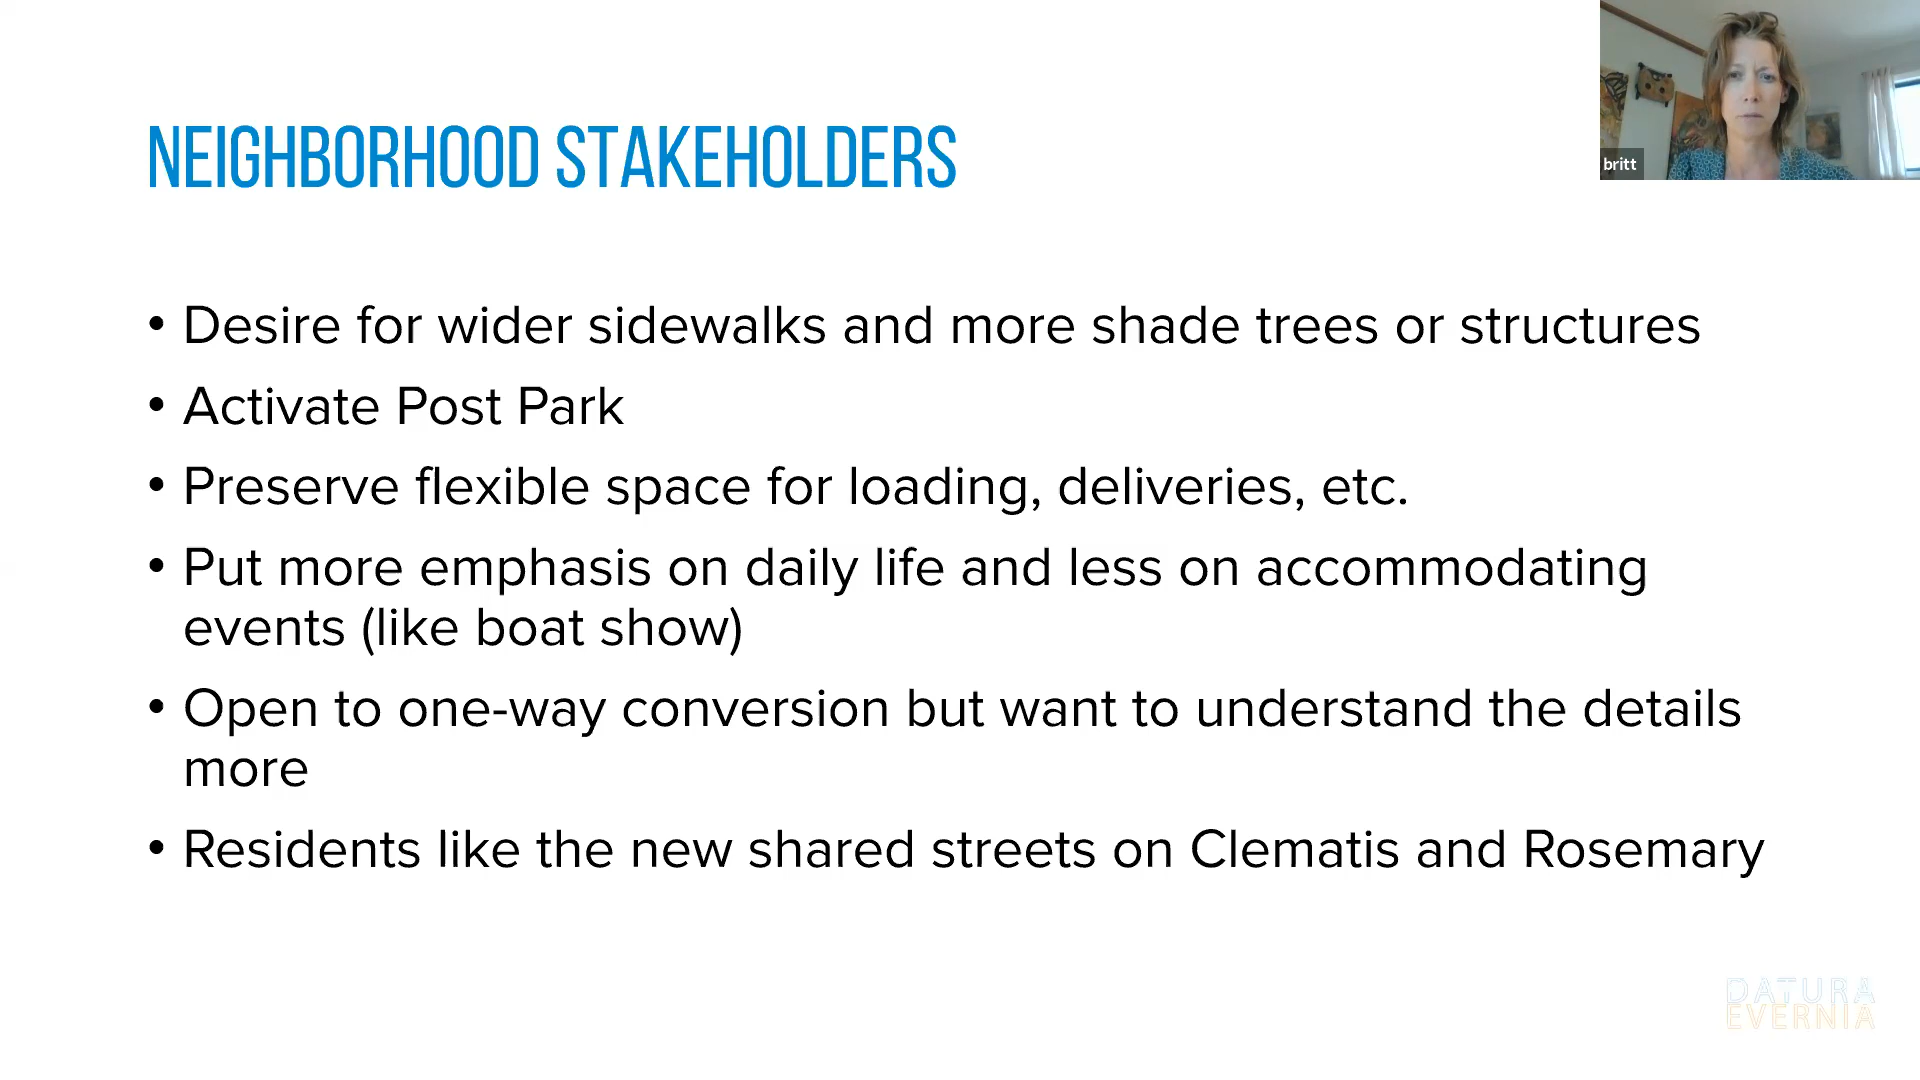 NEIGHBORHOOD STAKEHOLDERS
britt
• Desire for wider sidewalks and more shade trees or structures
• Activate Post Park
• Preserve flexible space for loading, deliveries, etc.
• Put more emphasis on daily life and less on accommodating
events (like boat show)
• Open to one-way conversion but want to understand the details
more
• Residents like the new shared streets on Clematis and Rosemary
DATURA
EVERNIA